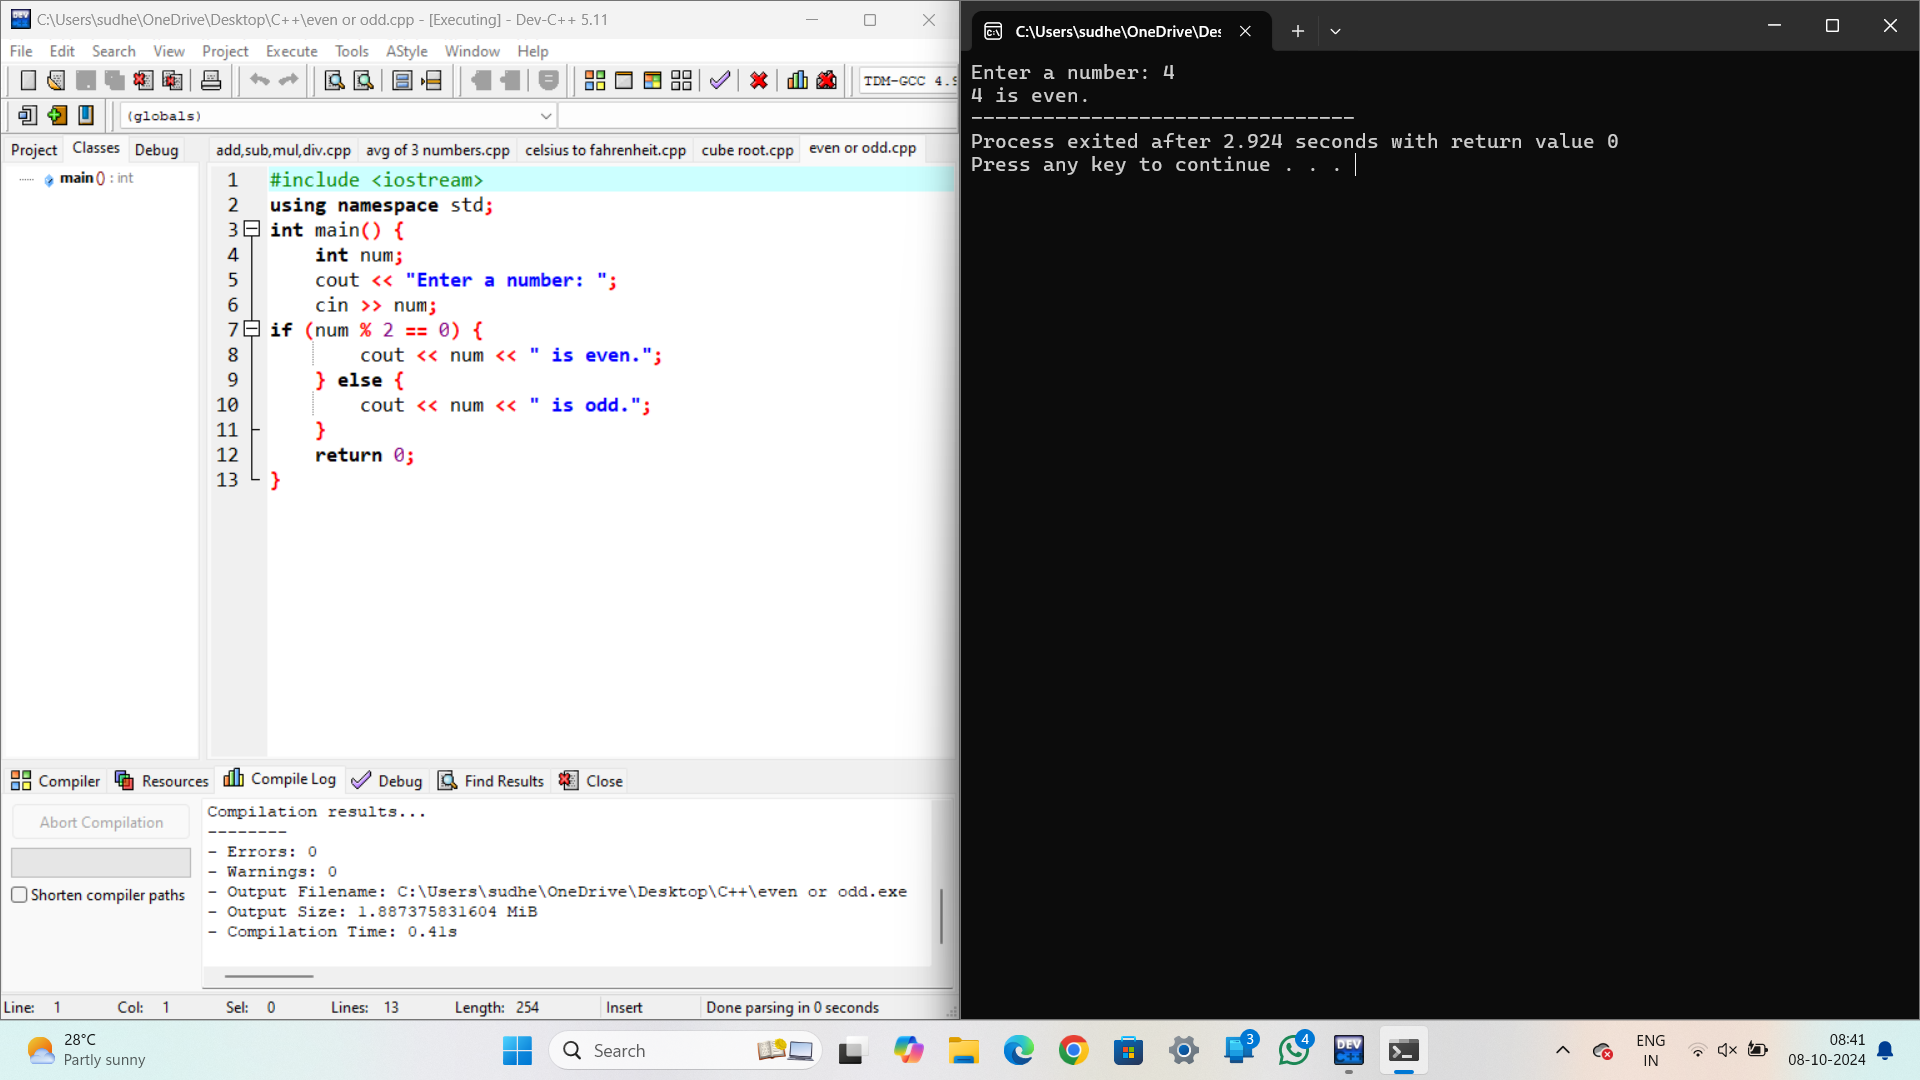 C:\Users\sudhe\OneDrive\Desktop\C++\even or odd.cpp - [Executing] - Dev-C++ 5.11
File Edit Search View Project Execute Tools AStyle Window Help
TDM-GCC 4.9
(globals)
Project Classes Debug
main () : int
add,sub,mul,div.cpp avg of 3 numbers.cpp celsius to fahrenheit.cpp cube root.cpp even or odd.cpp
1 #include <iostream>
2 using namespace std;
3 int main() {
4 int num;
5 cout << "Enter a number: ";
6 cin >> num;
7 if (num % 2 == 0) {
8 cout << num << " is even.";
9 } else {
10 cout << num << " is odd.";
11 }
12 return 0;
13 }
Compiler Resources Compile Log Debug Find Results Close
Abort Compilation
Shorten compiler paths
Compilation results...
--------
- Errors: 0
- Warnings: 0
- Output Filename: C:\Users\sudhe\OneDrive\Desktop\C++\even or odd.exe
- Output Size: 1.887375831604 MiB
- Compilation Time: 0.41s
Line: 1 Col: 1 Sel: 0 Lines: 13 Length: 254 Insert Done parsing in 0 seconds
C:\Users\sudhe\OneDrive\Des
Enter a number: 4
4 is even.
--------------------------------
Process exited after 2.924 seconds with return value 0
Press any key to continue . . .
28°C
Partly sunny
Search
3
4
DEV
C++
ENG
IN
08:41
08-10-2024